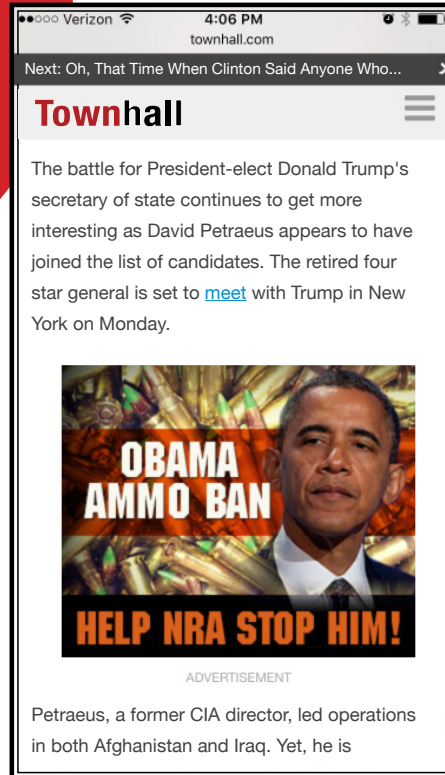 Verizon 4:06 PM
townhall.com
Next: Oh, That Time When Clinton Said Anyone Who...
Townhall
The battle for President-elect Donald Trump's
secretary of state continues to get more
interesting as David Petraeus appears to have
joined the list of candidates. The retired four
star general is set to meet with Trump in New
York on Monday.
OBAMA
AMMO BAN
HELP NRA STOP HIM!
ADVERTISEMENT
Petraeus, a former CIA director, led operations
in both Afghanistan and Iraq. Yet, he is